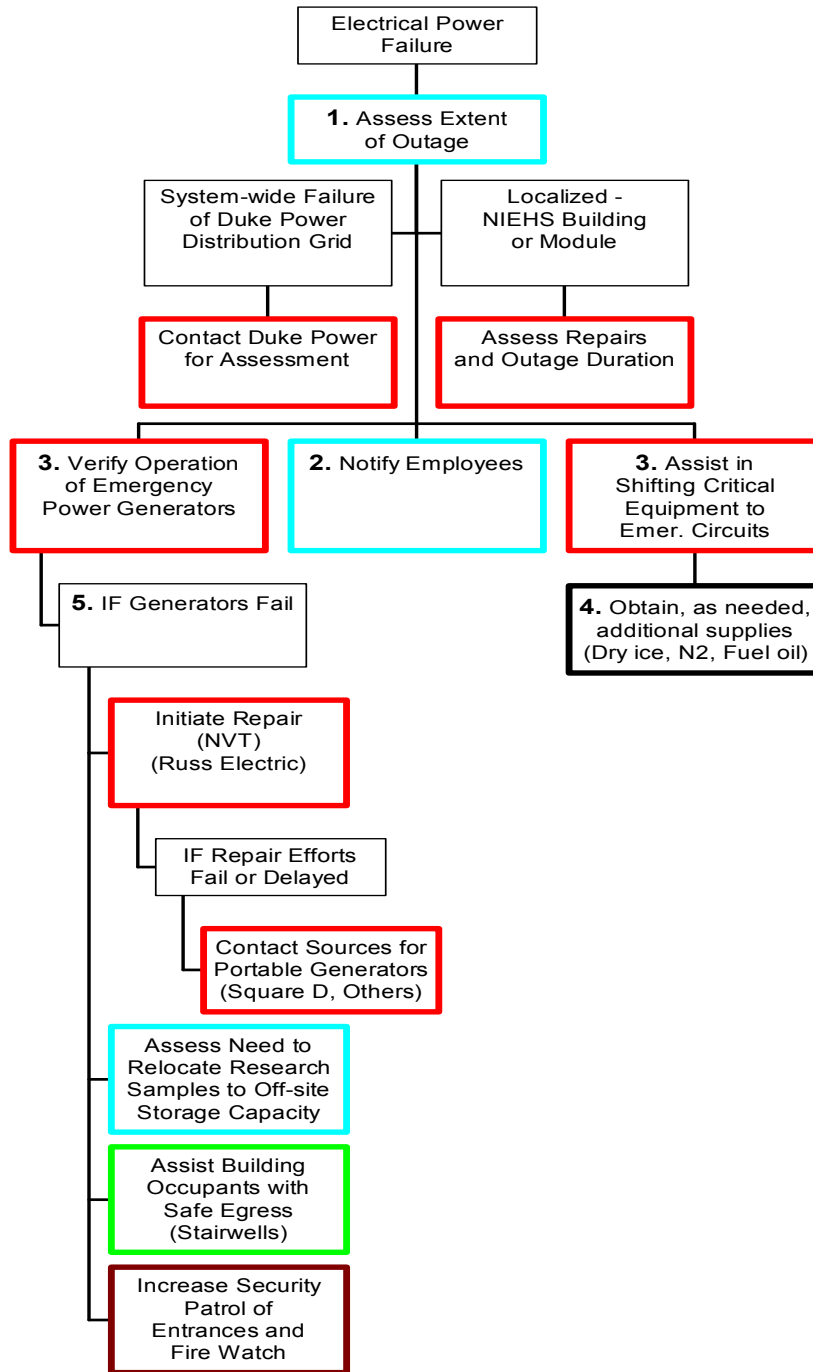 Electrical Power
Failure
1. Assess Extent
of Outage
System-wide Failure
of Duke Power
Distribution Grid
Localized -
NIEHS Building
or Module
Contact Duke Power
for Assessment
Assess Repairs
and Outage Duration
3. Verify Operation
of Emergency
Power Generators
2. Notify Employees
3. Assist in
Shifting Critical
Equipment to
Emer. Circuits
5. IF Generators Fail
4. Obtain, as needed,
additional supplies
(Dry ice, N2, Fuel oil)
Initiate Repair
(NVT)
(Russ Electric)
IF Repair Efforts
Fail or Delayed
Contact Sources for
Portable Generators
(Square D, Others)
Assess Need to
Relocate Research
Samples to Off-site
Storage Capacity
Assist Building
Occupants with
Safe Egress
(Stairwells)
Increase Security
Patrol of
Entrances and
Fire Watch